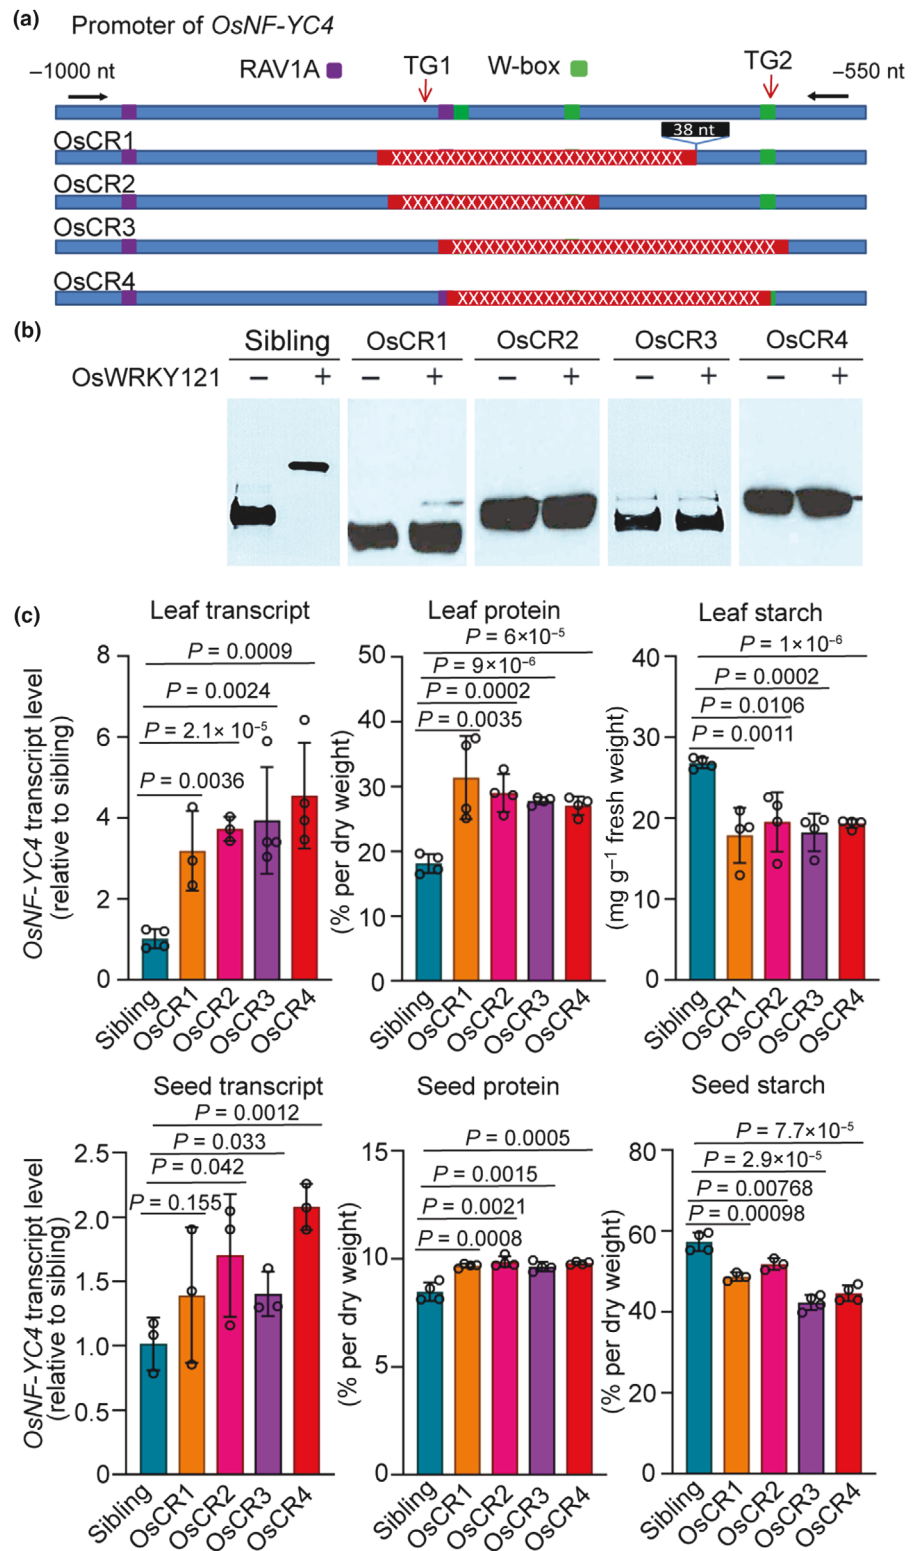 (a) Promoter of OsNF-YC4
RAV1A TG1 W-box TG2
–1000 nt –550 nt
38 nt
OsCR1
XXXXXXXXXXXXXXXXXXXXXXXX
OsCR2
XXXXXXXXXXXXXXX
OsCR3
XXXXXXXXXXXXXXXXXXXXXXXXX
OsCR4
XXXXXXXXXXXXXXXXXXXXXXX
(b)
Sibling OsCR1 OsCR2 OsCR3 OsCR4
OsWRKY121 – + – + – + – + – +
(c)
Leaf transcript
OsNF-YC4 transcript level
(relative to sibling)
8
6
4
2
0
P = 0.0009
P = 0.0024
P = 2.1× 10⁻⁵
P = 0.0036
Sibling
OsCR1
OsCR2
OsCR3
OsCR4
Leaf protein
(% per dry weight)
50
40
30
20
10
0
P = 6×10⁻⁵
P = 9×10⁻⁶
P = 0.0002
P = 0.0035
Sibling
OsCR1
OsCR2
OsCR3
OsCR4
Leaf starch
(mg g⁻¹ fresh weight)
40
30
20
10
0
P = 1×10⁻⁶
P = 0.0002
P = 0.0106
P = 0.0011
Sibling
OsCR1
OsCR2
OsCR3
OsCR4
Seed transcript
OsNF-YC4 transcript level
(relative to sibling)
2.5
2.0
1.5
1.0
0.5
0
P = 0.0012
P = 0.033
P = 0.042
P = 0.155
Sibling
OsCR1
OsCR2
OsCR3
OsCR4
Seed protein
(% per dry weight)
15
10
5
0
P = 0.0005
P = 0.0015
P = 0.0021
P = 0.0008
Sibling
OsCR1
OsCR2
OsCR3
OsCR4
Seed starch
(% per dry weight)
80
60
40
20
0
P = 7.7×10⁻⁵
P = 2.9×10⁻⁵
P = 0.00768
P = 0.00098
Sibling
OsCR1
OsCR2
OsCR3
OsCR4